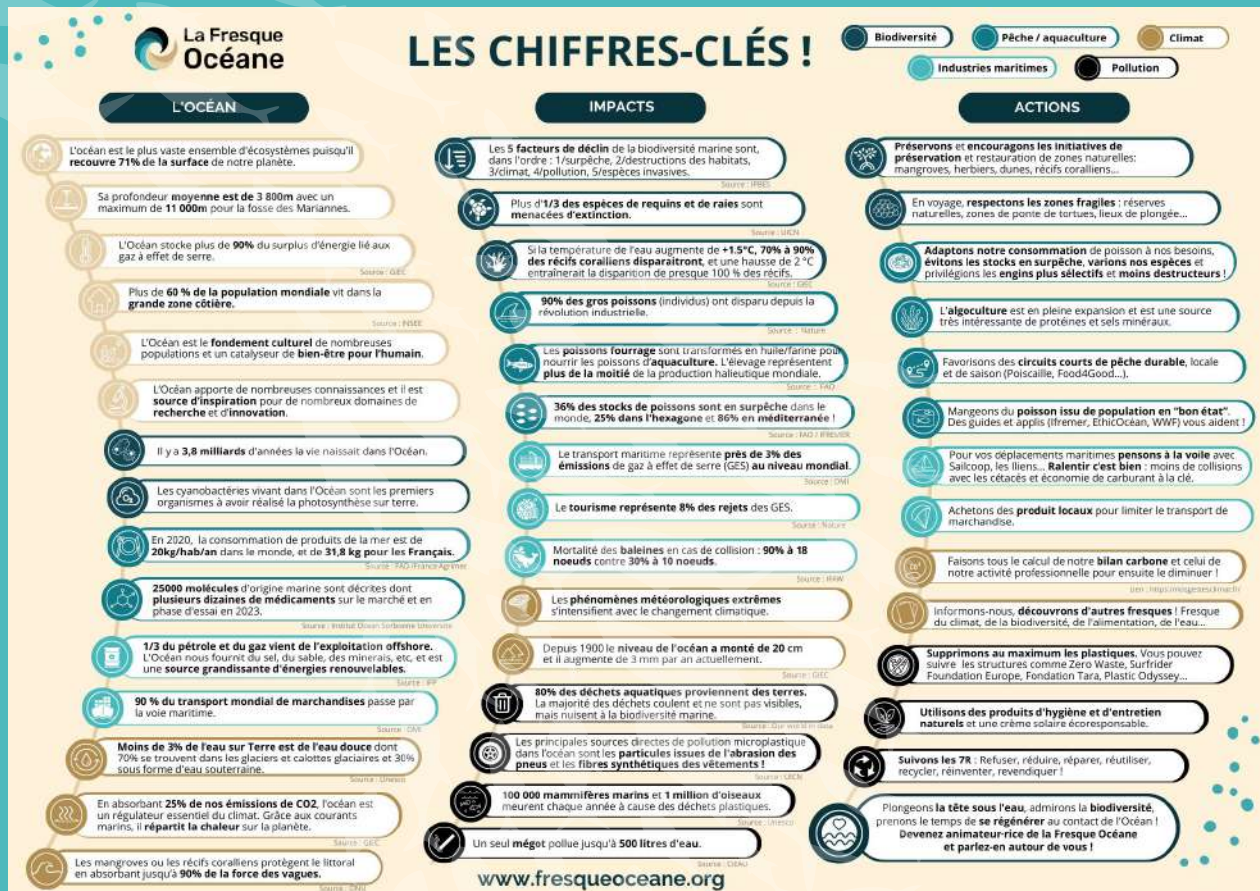 La Fresque
Océane
LES CHIFFRES-CLÉS !
Biodiversité
Pêche / aquaculture
Climat
Industries maritimes
Pollution
L'OCÉAN
L'océan est le plus vaste ensemble d'écosystèmes puisqu'il
recouvre 71% de la surface de notre planète.
Sa profondeur moyenne est de 3 800m avec un
maximum de 11 000m pour la fosse des Mariannes.
L'Océan stocke plus de 90% du surplus d'énergie lié aux
gaz à effet de serre.
Source : GIEC
Plus de 60 % de la population mondiale vit dans la
grande zone côtière.
Source : INSEE
L'Océan est le fondement culturel de nombreuses
populations et un catalyseur de bien-être pour l'humain.
L'Océan apporte de nombreuses connaissances et il est
source d'inspiration pour de nombreux domaines de
recherche et d'innovation.
Il y a 3,8 milliards d'années la vie naissait dans l'Océan.
Les cyanobactéries vivant dans l'Océan sont les premiers
organismes à avoir réalisé la photosynthèse sur terre.
En 2020, la consommation de produits de la mer est de
20kg/hab/an dans le monde, et de 31,8 kg pour les Français.
Source : FAO/FranceAgrimer
25000 molécules d'origine marine sont décrites dont
plusieurs dizaines de médicaments sur le marché et en
phase d'essai en 2023.
Source : Institut Océan Sorbonne Université
1/3 du pétrole et du gaz vient de l'exploitation offshore.
L'Océan nous fournit du sel, du sable, des minerais, etc, et est
une source grandissante d'énergies renouvelables.
Source : IFP
90 % du transport mondial de marchandises passe par
la voie maritime.
Source : OMI
Moins de 3% de l'eau sur Terre est de l'eau douce dont
70% se trouvent dans les glaciers et calottes glaciaires et 30%
sous forme d'eau souterraine.
Source : Unesco
En absorbant 25% de nos émissions de CO2, l'océan est
un régulateur essentiel du climat. Grâce aux courants
marins, il répartit la chaleur sur la planète.
Source : GIEC
Les mangroves ou les récifs coralliens protègent le littoral
en absorbant jusqu'à 90% de la force des vagues.
Source : ONU
IMPACTS
Les 5 facteurs de déclin de la biodiversité marine sont,
dans l'ordre : 1/surpêche, 2/destructions des habitats,
3/climat, 4/pollution, 5/espèces invasives.
Source : IPBES
Plus d'1/3 des espèces de requins et de raies sont
menacées d'extinction.
Source : UICN
Si la température de l'eau augmente de +1.5°C, 70% à 90%
des récifs coralliens disparaitront, et une hausse de 2 °C
entraînerait la disparition de presque 100 % des récifs.
Source : GIEC
90% des gros poissons (individus) ont disparu depuis la
révolution industrielle.
Source : Nature
Les poissons fourrage sont transformés en huile/farine pour
nourrir les poissons d'aquaculture. L'élevage représentent
plus de la moitié de la production halieutique mondiale.
Source : FAO
36% des stocks de poissons sont en surpêche dans le
monde, 25% dans l'hexagone et 86% en méditerranée !
Source : FAO / IFREMER
Le transport maritime représente près de 3% des
émissions de gaz à effet de serre (GES) au niveau mondial.
Source : OMI
Le tourisme représente 8% des rejets des GES.
Source : Nature
Mortalité des baleines en cas de collision : 90% à 18
noeuds contre 30% à 10 noeuds.
Source : IFAW
Les phénomènes météorologiques extrêmes
s'intensifient avec le changement climatique.
Depuis 1900 le niveau de l'océan a monté de 20 cm
et il augmente de 3 mm par an actuellement.
Source : GIEC
80% des déchets aquatiques proviennent des terres.
La majorité des déchets coulent et ne sont pas visibles,
mais nuisent à la biodiversité marine.
Source : Our world in data
Les principales sources directes de pollution microplastique
dans l'océan sont les particules issues de l'abrasion des
pneus et les fibres synthétiques des vêtements !
Source : UICN
100 000 mammifères marins et 1 million d'oiseaux
meurent chaque année à cause des déchets plastiques.
Source : Unesco
Un seul mégot pollue jusqu'à 500 litres d'eau.
Source : CIEAU
www.fresqueoceane.org
ACTIONS
Préservons et encouragons les initiatives de
préservation et restauration de zones naturelles:
mangroves, herbiers, dunes, récifs coralliens...
En voyage, respectons les zones fragiles : réserves
naturelles, zones de ponte de tortues, lieux de plongée...
Adaptons notre consommation de poisson à nos besoins,
évitons les stocks en surpêche, varions nos espèces et
privilégions les engins plus sélectifs et moins destructeurs !
L'algoculture est en pleine expansion et est une source
très intéressante de protéines et sels minéraux.
Favorisons des circuits courts de pêche durable, locale
et de saison (Poiscaille, Food4Good...).
Mangeons du poisson issu de population en "bon état".
Des guides et applis (Ifremer, EthicOcéan, WWF) vous aident !
Pour vos déplacements maritimes pensons à la voile avec
Sailcoop, les Iliens... Ralentir c'est bien : moins de collisions
avec les cétacés et économie de carburant à la clé.
Achetons des produit locaux pour limiter le transport de
marchandise.
Faisons tous le calcul de notre bilan carbone et celui de
notre activité professionnelle pour ensuite le diminuer !
Informons-nous, découvrons d'autres fresques ! Fresque
du climat, de la biodiversité, de l'alimentation, de l'eau...
Supprimons au maximum les plastiques. Vous pouvez
suivre les structures comme Zero Waste, Surfrider
Foundation Europe, Fondation Tara, Plastic Odyssey...
Utilisons des produits d'hygiène et d'entretien
naturels et une crème solaire écoresponsable.
Suivons les 7R : Refuser, réduire, réparer, réutiliser,
recycler, réinventer, revendiquer !
Plongeons la tête sous l'eau, admirons la biodiversité,
prenons le temps de se régénérer au contact de l'Océan !
Devenez animateur·rice de la Fresque Océane
et parlez-en autour de vous !